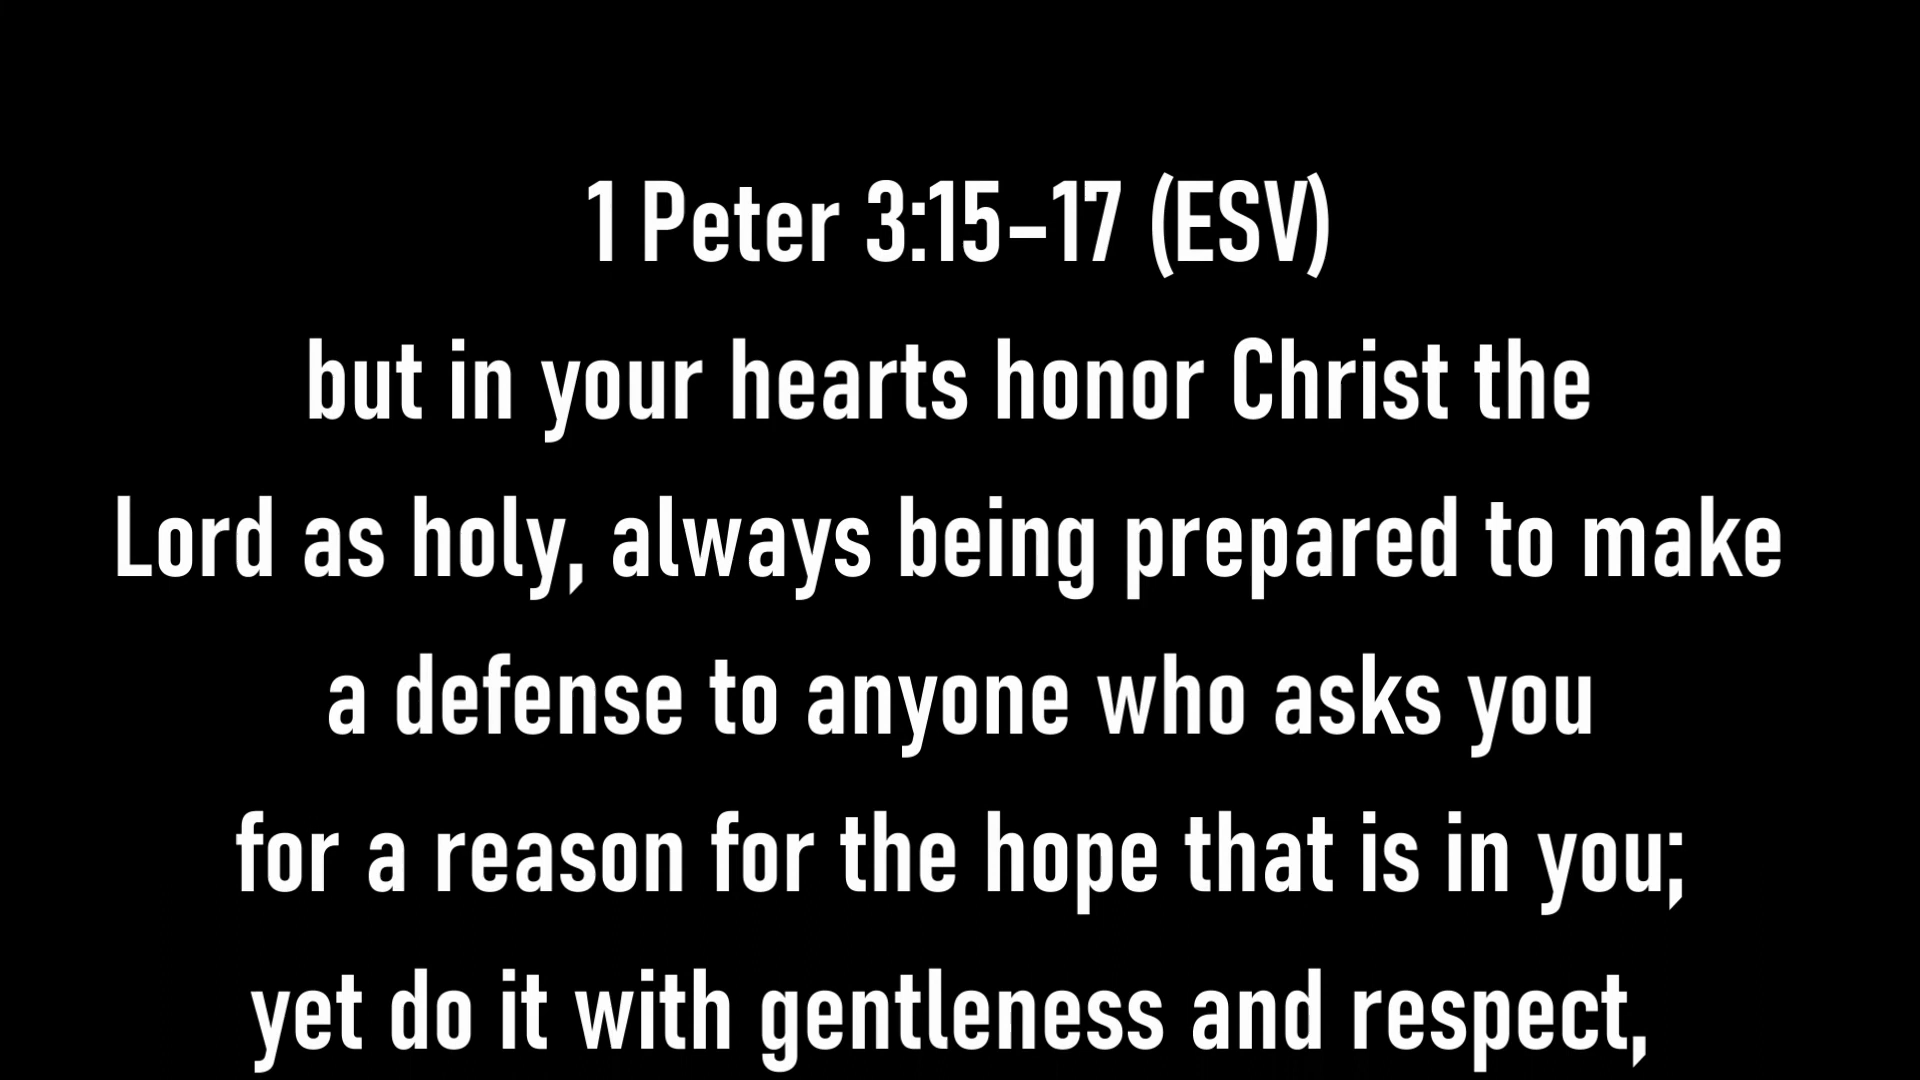 1 Peter 3:15–17 (ESV)
but in your hearts honor Christ the
Lord as holy, always being prepared to make
a defense to anyone who asks you
for a reason for the hope that is in you;
yet do it with gentleness and respect,